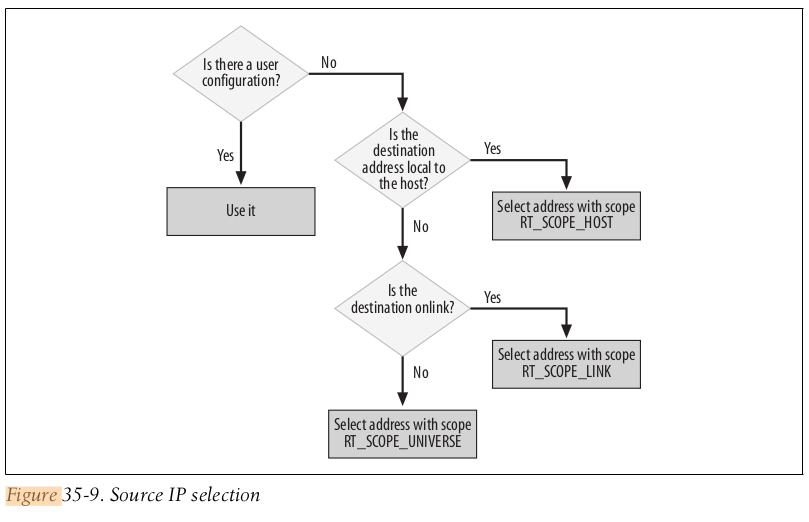 Is there a user
configuration?
No
Yes
Use it
Is the
destination
address local to
the host?
Yes
Select address with scope
RT_SCOPE_HOST
No
Is the
destination onlink?
Yes
Select address with scope
RT_SCOPE_LINK
No
Select address with scope
RT_SCOPE_UNIVERSE
Figure 35-9. Source IP selection